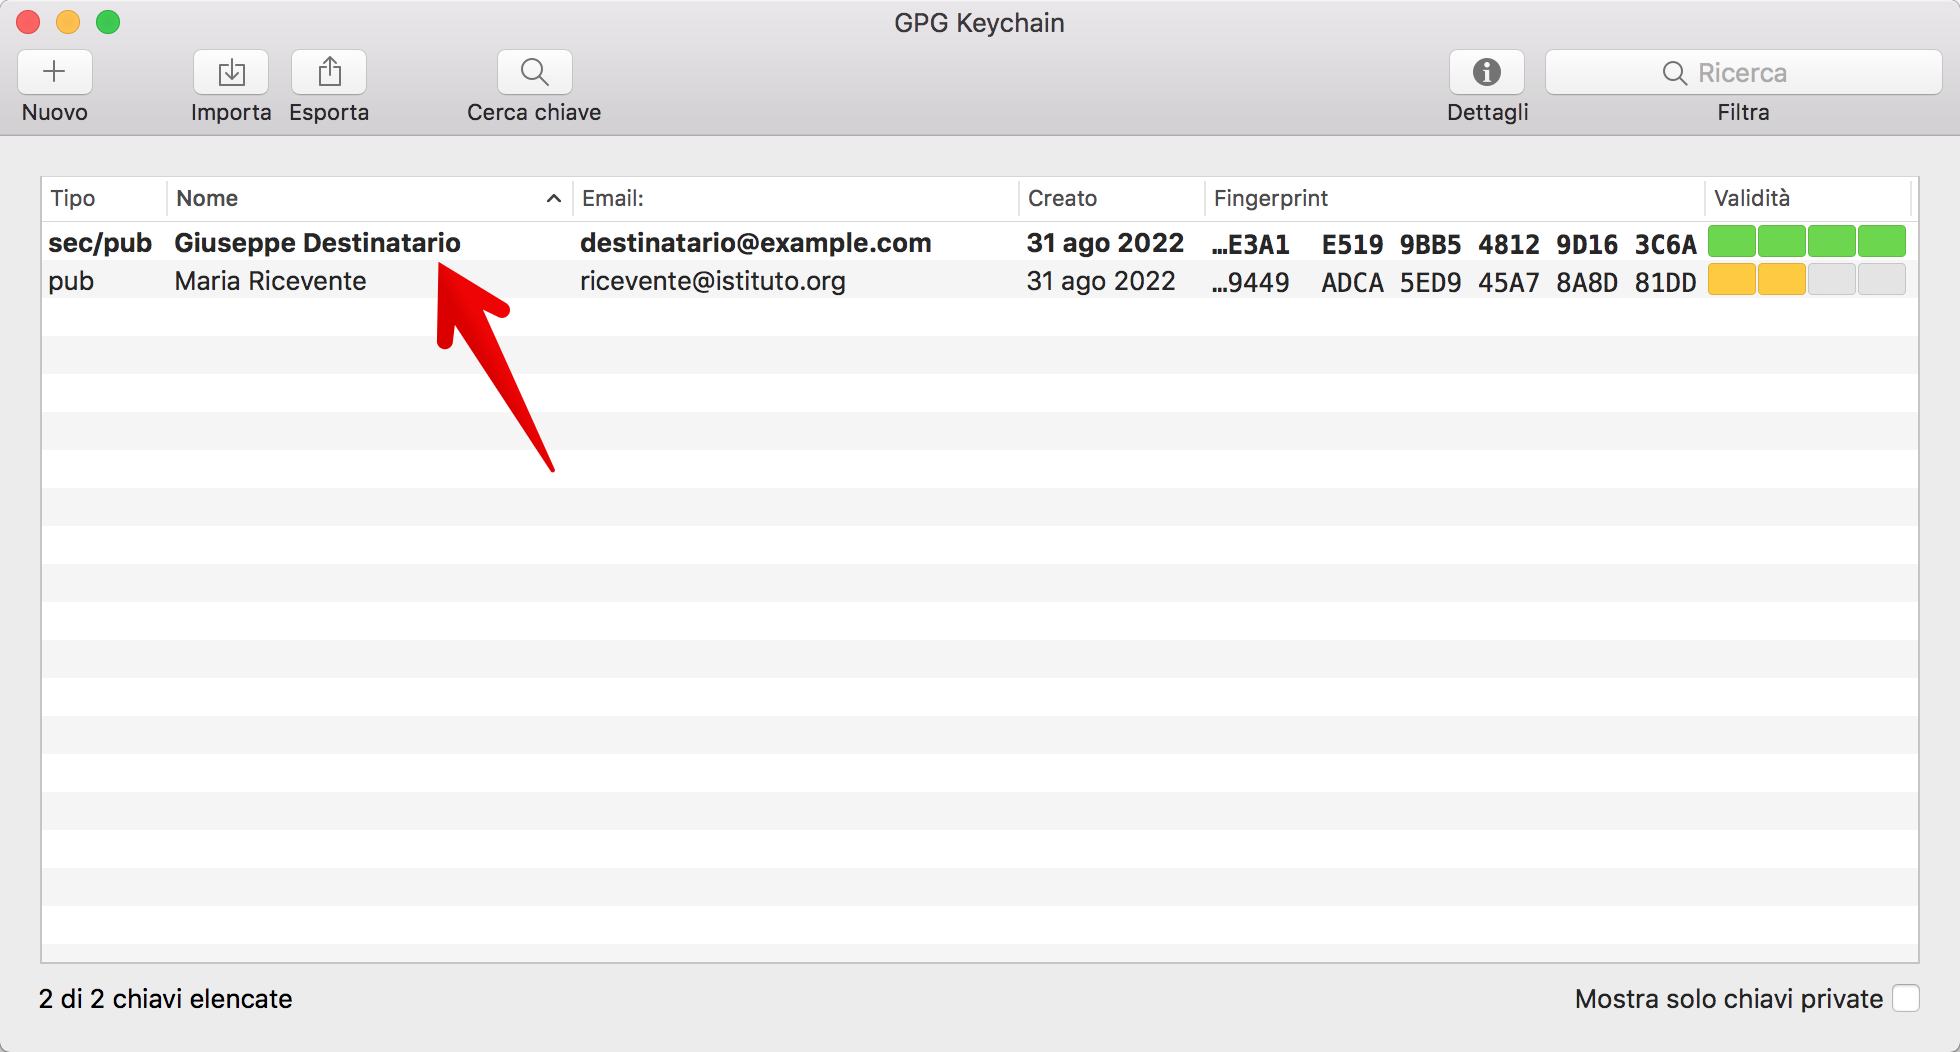 GPG Keychain
Nuovo Importa Esporta Cerca chiave Dettagli Ricerca
Filtra
Tipo Nome Email: Creato Fingerprint Validità
sec/pub Giuseppe Destinatario destinatario@example.com 31 ago 2022 …E3A1 E519 9BB5 4812 9D16 3C6A
pub Maria Ricevente ricevente@istituto.org 31 ago 2022 …9449 ADCA 5ED9 45A7 8A8D 81DD
2 di 2 chiavi elencate Mostra solo chiavi private